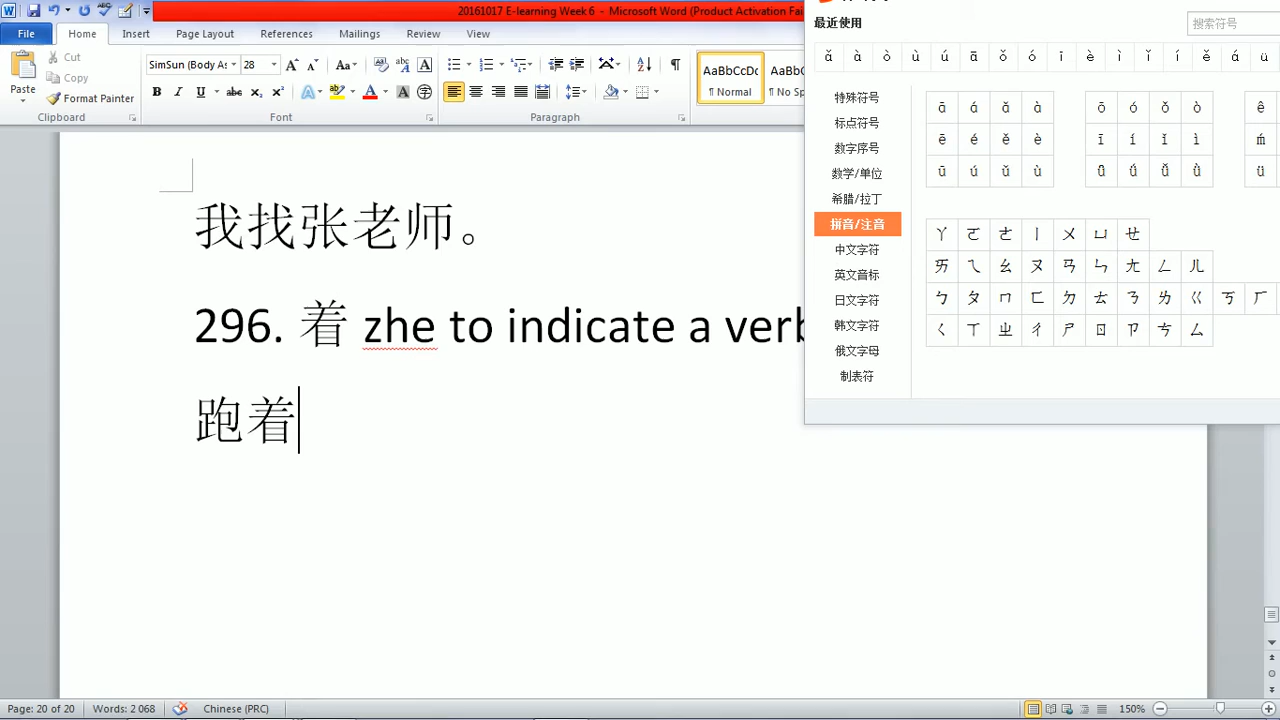 20161017 E-learning Week 6 - Microsoft Word (Product Activation Fai
最近使用
搜索符号
File Home Insert Page Layout References Mailings Review View
ǎ à ò ù ú ā ǒ ó ī è ì ǐ í ě á ü
Cut
Copy
Format Painter
Paste
SimSun (Body As 28
AaBbCcDc
¶ Normal
¶ No Sp
Clipboard Font Paragraph
特殊符号
标点符号
数字序号
数学/单位
希腊/拉丁
拼音/注音
中文字符
英文音标
日文字符
韩文字符
俄文字母
制表符
ā á ǎ à ō ó ǒ ò ê
ē é ě è ī í ǐ ì ḿ
ū ú ǔ ù ǖ ǘ ǚ ǜ ü
ㄚ ㄛ ㄜ ㄧ ㄨ ㄩ ㄝ
ㄞ ㄟ ㄠ ㄡ ㄢ ㄣ ㄤ ㄥ ㄦ
ㄅ ㄆ ㄇ ㄈ ㄉ ㄊ ㄋ ㄌ ㄍ ㄎ ㄏ
ㄑ ㄒ ㄓ ㄔ ㄕ ㄖ ㄗ ㄘ ㄙ
我找张老师。
296. 着 zhe to indicate a verb
跑着
Page: 20 of 20 Words: 2 068 Chinese (PRC) 150%